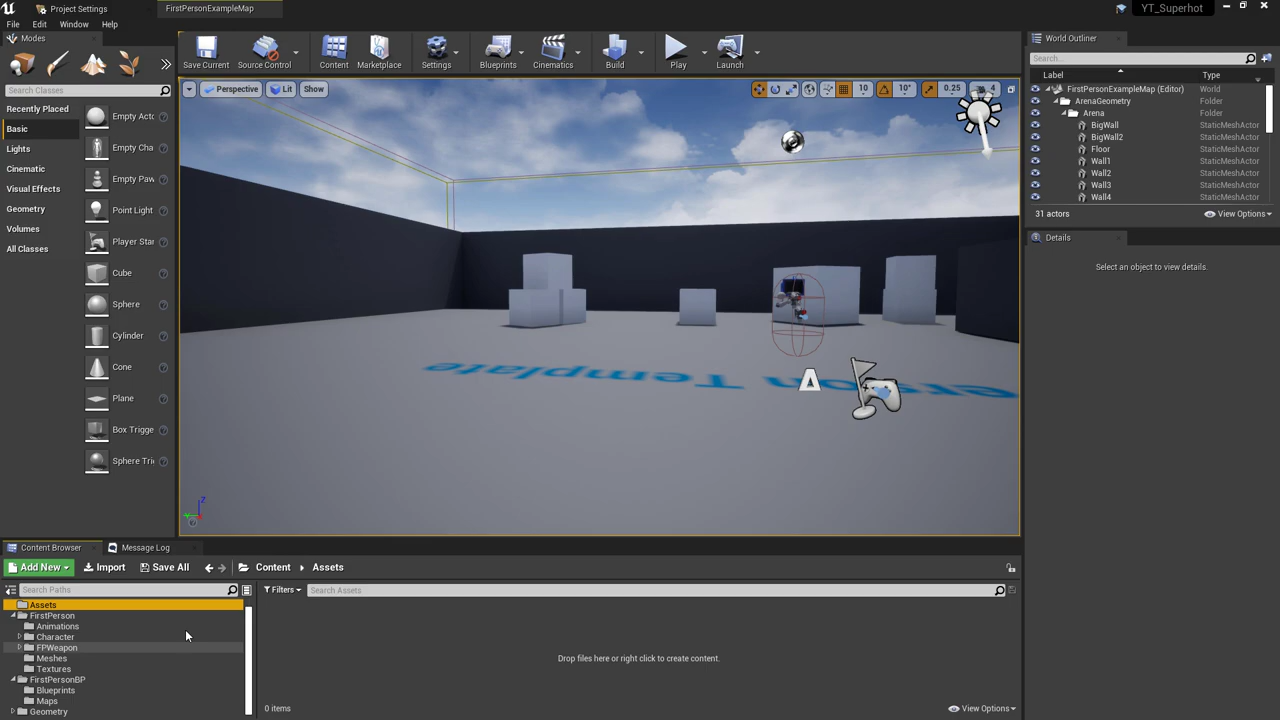 Project Settings
FirstPersonExampleMap
YT_Superhot
File
Edit
Window
Help
Modes
Search Classes
Recently Placed
Basic
Lights
Cinematic
Visual Effects
Geometry
Volumes
All Classes
Empty Acto
Empty Cha
Empty Paw
Point Light
Player Star
Cube
Sphere
Cylinder
Cone
Plane
Box Trigge
Sphere Trig
Save Current
Source Control
Content
Marketplace
Settings
Blueprints
Cinematics
Build
Play
Launch
Perspective
Lit
Show
10
10°
0.25
4
erson Template
Z
World Outliner
Search...
Label
Type
FirstPersonExampleMap (Editor)
World
ArenaGeometry
Folder
Arena
Folder
BigWall
StaticMeshActor
BigWall2
StaticMeshActor
Floor
StaticMeshActor
Wall1
StaticMeshActor
Wall2
StaticMeshActor
Wall3
StaticMeshActor
Wall4
StaticMeshActor
31 actors
View Options
Details
Select an object to view details.
Content Browser
Message Log
Add New
Import
Save All
Content
Assets
Search Paths
Filters
Search Assets
Assets
FirstPerson
Animations
Character
FPWeapon
Meshes
Textures
FirstPersonBP
Blueprints
Maps
Geometry
Drop files here or right click to create content.
0 items
View Options